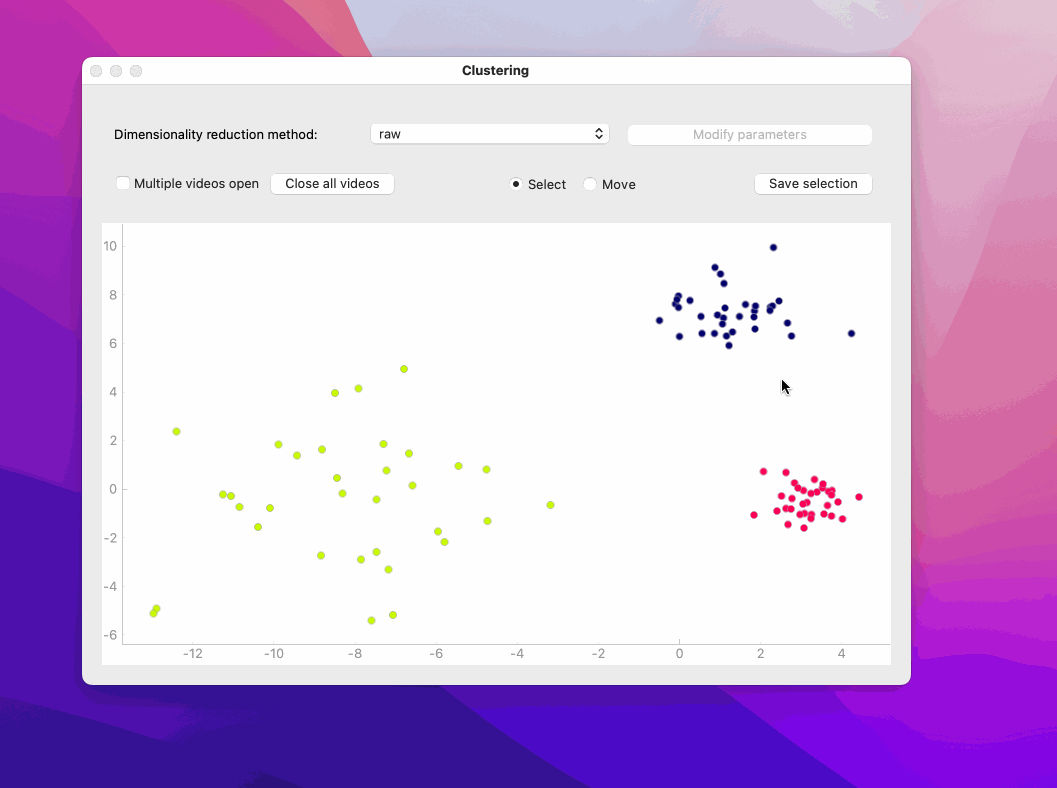 Clustering
Dimensionality reduction method: raw Modify parameters
Multiple videos open Close all videos Select Move Save selection
10
8
6
4
2
0
-2
-4
-6
-12 -10 -8 -6 -4 -2 0 2 4